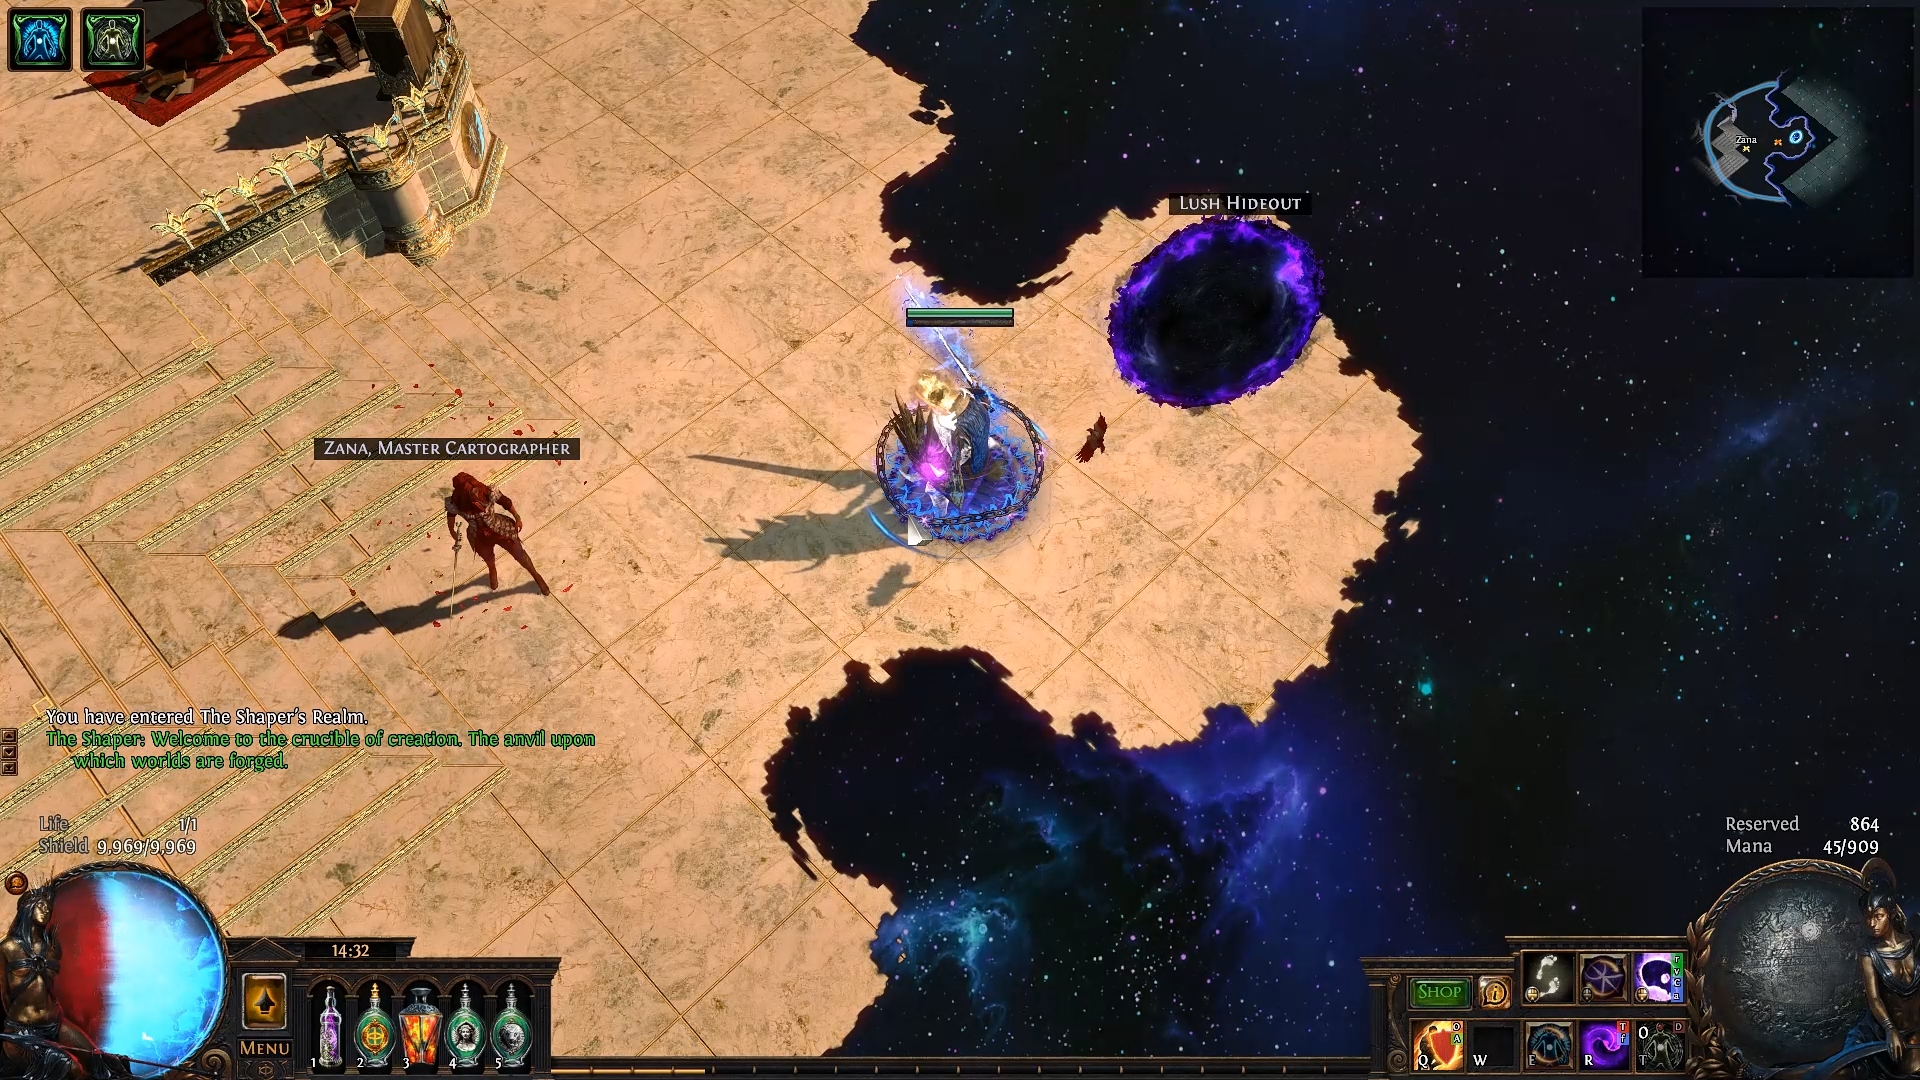 LUSH HIDEOUT
Zana
ZANA, MASTER CARTOGRAPHER
You have entered The Shaper's Realm.
The Shaper: Welcome to the crucible of creation. The anvil upon
which worlds are forged.
Life 1/1
Shield 9,969/9,969
Reserved 864
Mana 45/909
14:32
MENU
1 2 3 4 5
SHOP
Q W E R T